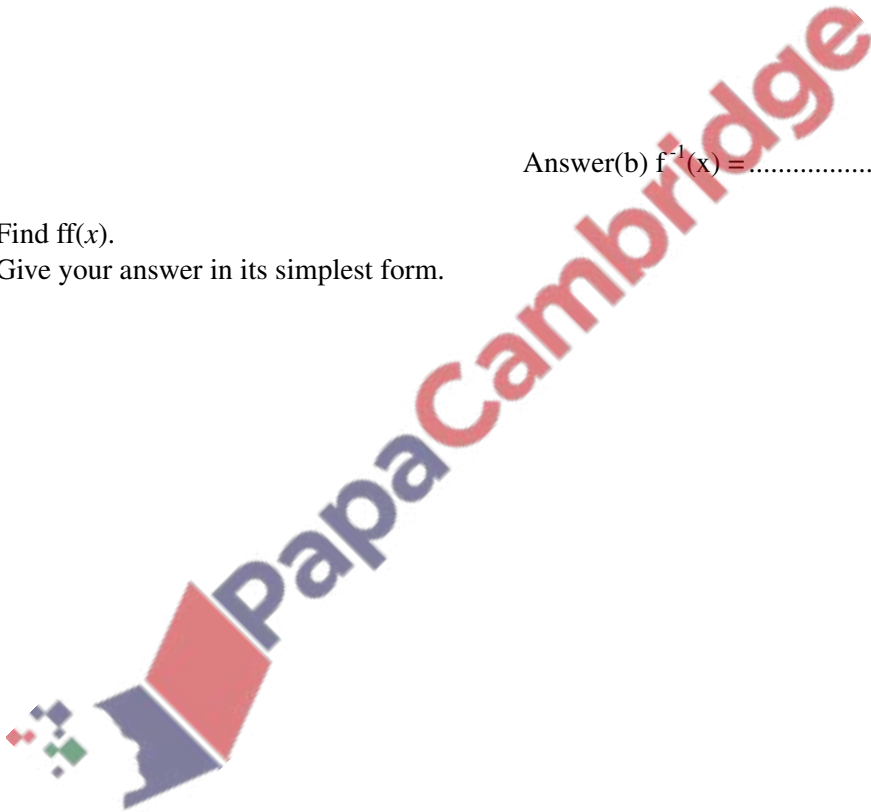 Answer(b) f⁻¹(x) = .................
Find ff(x).
Give your answer in its simplest form.
PapaCambridge